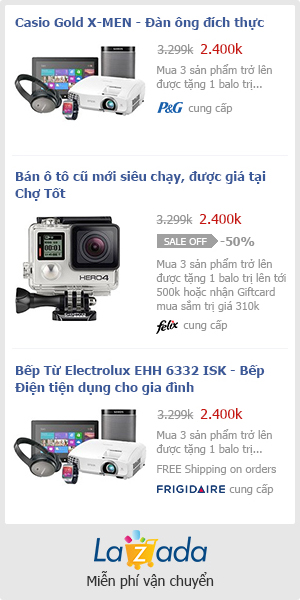 Casio Gold X-MEN - Đàn ông đích thực
3.299k 2.400k
Mua 3 sản phẩm trở lên
được tặng 1 balo trị...
P&G cung cấp
Bán ô tô cũ mới siêu chạy, được giá tại
Chợ Tốt
3.299k 2.400k
SALE OFF -50%
Mua 3 sản phẩm trở lên
được tặng 1 balo trị lên tới
500k hoặc nhận Giftcard
mua sắm trị giá 310k
felix cung cấp
HERO4
Bếp Từ Electrolux EHH 6332 ISK - Bếp
Điện tiện dụng cho gia đình
3.299k 2.400k
Mua 3 sản phẩm trở lên
được tặng 1 balo trị...
FREE Shipping on orders
FRIGIDAIRE cung cấp
Lazada
Miễn phí vận chuyển